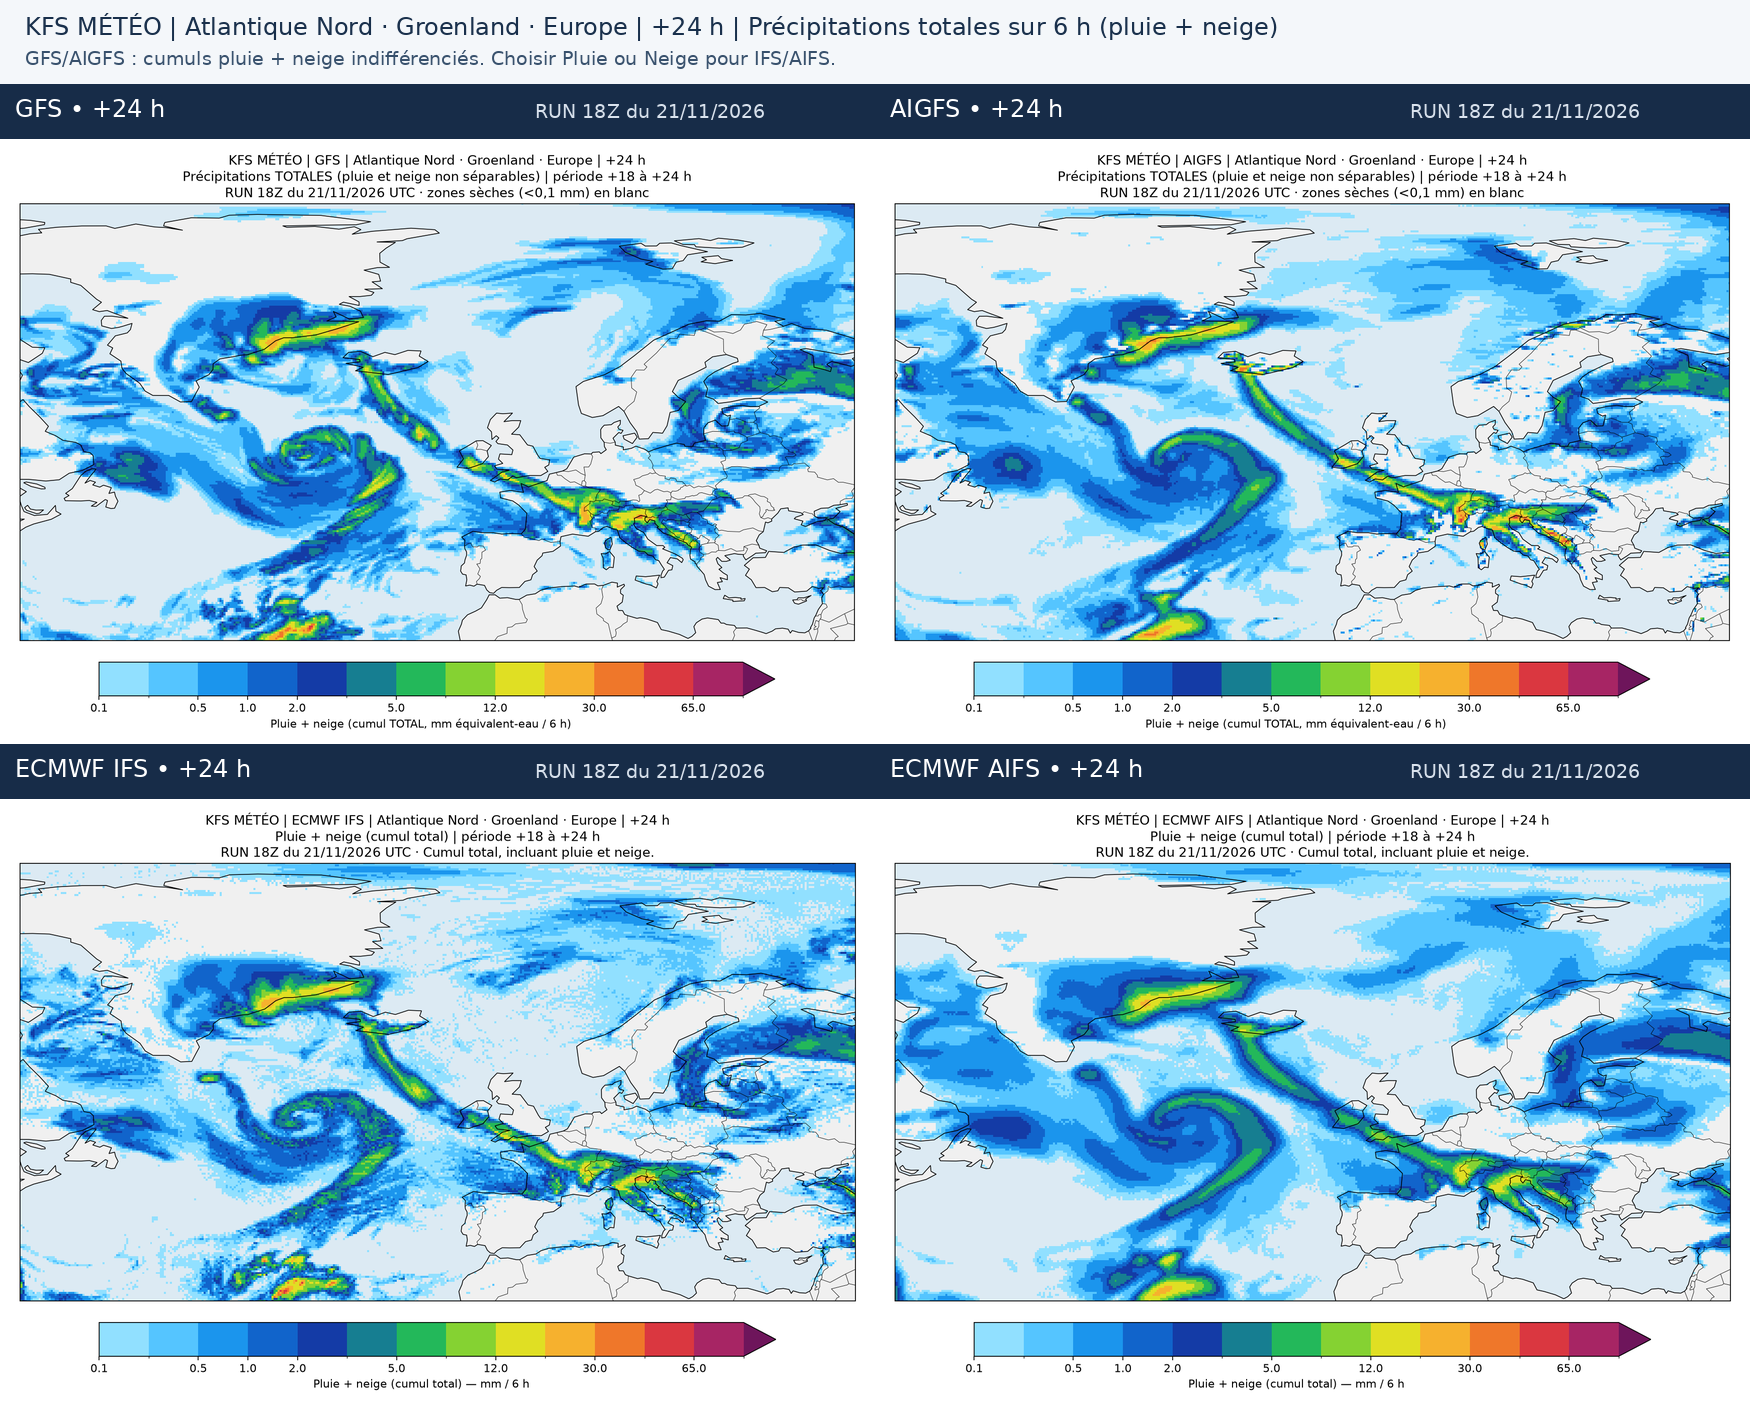 KFS MÉTÉO | Atlantique Nord · Groenland · Europe | +24 h | Précipitations totales sur 6 h (pluie + neige)
GFS/AIGFS : cumuls pluie + neige indifférenciés. Choisir Pluie ou Neige pour IFS/AIFS.
GFS • +24 h
RUN 18Z du 21/11/2026
AIGFS • +24 h
RUN 18Z du 21/11/2026
KFS MÉTÉO | GFS | Atlantique Nord · Groenland · Europe | +24 h
Précipitations TOTALES (pluie et neige non séparables) | période +18 à +24 h
RUN 18Z du 21/11/2026 UTC · zones sèches (<0,1 mm) en blanc
KFS MÉTÉO | AIGFS | Atlantique Nord · Groenland · Europe | +24 h
Précipitations TOTALES (pluie et neige non séparables) | période +18 à +24 h
RUN 18Z du 21/11/2026 UTC · zones sèches (<0,1 mm) en blanc
0.1 0.5 1.0 2.0 5.0 12.0 30.0 65.0
Pluie + neige (cumul TOTAL, mm équivalent-eau / 6 h)
0.1 0.5 1.0 2.0 5.0 12.0 30.0 65.0
Pluie + neige (cumul TOTAL, mm équivalent-eau / 6 h)
ECMWF IFS • +24 h
RUN 18Z du 21/11/2026
ECMWF AIFS • +24 h
RUN 18Z du 21/11/2026
KFS MÉTÉO | ECMWF IFS | Atlantique Nord · Groenland · Europe | +24 h
Pluie + neige (cumul total) | période +18 à +24 h
RUN 18Z du 21/11/2026 UTC · Cumul total, incluant pluie et neige.
KFS MÉTÉO | ECMWF AIFS | Atlantique Nord · Groenland · Europe | +24 h
Pluie + neige (cumul total) | période +18 à +24 h
RUN 18Z du 21/11/2026 UTC · Cumul total, incluant pluie et neige.
0.1 0.5 1.0 2.0 5.0 12.0 30.0 65.0
Pluie + neige (cumul total) — mm / 6 h
0.1 0.5 1.0 2.0 5.0 12.0 30.0 65.0
Pluie + neige (cumul total) — mm / 6 h